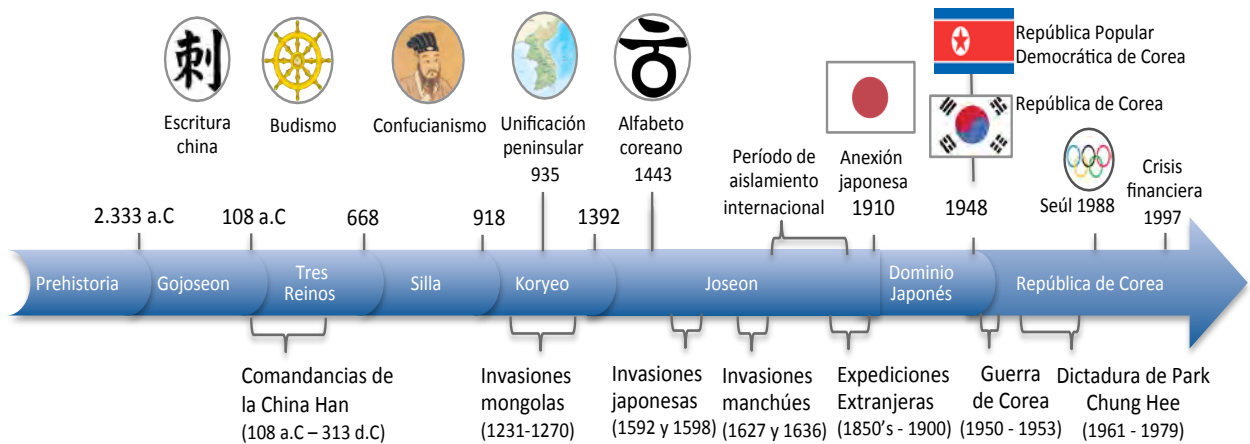 刺
ㅎ
República Popular
Democrática de Corea
República de Corea
Escritura
china
Budismo
Confucianismo
Unificación
peninsular
935
Alfabeto
coreano
1443
Período de
aislamiento
internacional
Anexión
japonesa
1910
1948
Seúl 1988
Crisis
financiera
1997
2.333 a.C
108 a.C
668
918
1392
Prehistoria
Gojoseon
Tres
Reinos
Silla
Koryeo
Joseon
Dominio
Japonés
República de Corea
Comandancias de
la China Han
(108 a.C – 313 d.C)
Invasiones
mongolas
(1231-1270)
Invasiones
japonesas
(1592 y 1598)
Invasiones
manchúes
(1627 y 1636)
Expediciones
Extranjeras
(1850's - 1900)
Guerra
de Corea
(1950 - 1953)
Dictadura de Park
Chung Hee
(1961 - 1979)